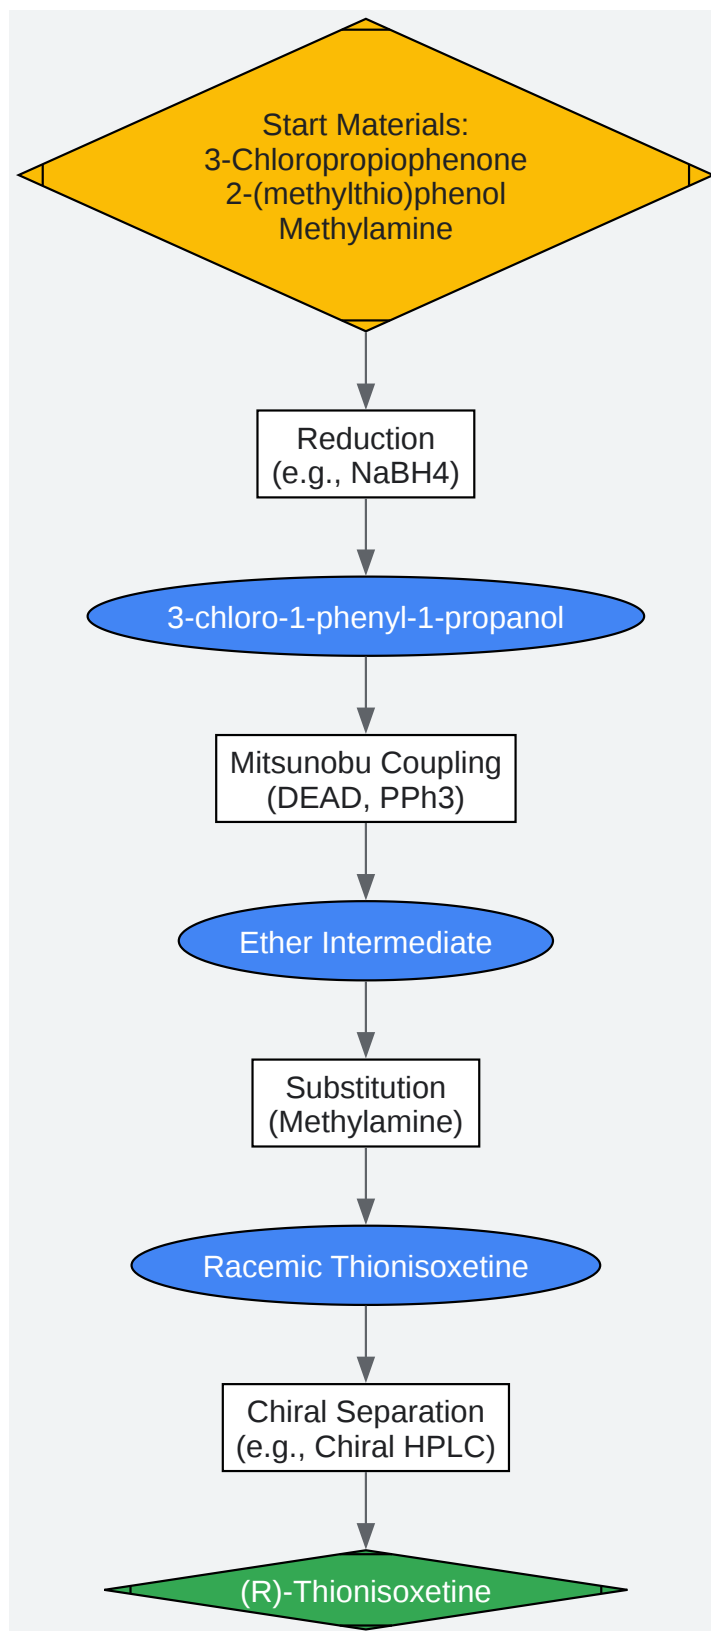 Start Materials:
3-Chloropropiophenone
2-(methylthio)phenol
Methylamine
Reduction
(e.g., NaBH4)
3-chloro-1-phenyl-1-propanol
Mitsunobu Coupling
(DEAD, PPh3)
Ether Intermediate
Substitution
(Methylamine)
Racemic Thionisoxetine
Chiral Separation
(e.g., Chiral HPLC)
(R)-Thionisoxetine